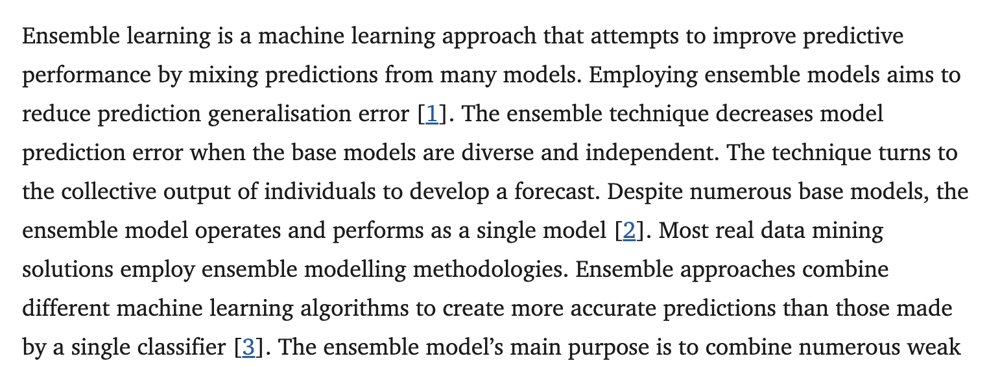 Ensemble learning is a machine learning approach that attempts to improve predictive
performance by mixing predictions from many models. Employing ensemble models aims to
reduce prediction generalisation error [1]. The ensemble technique decreases model
prediction error when the base models are diverse and independent. The technique turns to
the collective output of individuals to develop a forecast. Despite numerous base models, the
ensemble model operates and performs as a single model [2]. Most real data mining
solutions employ ensemble modelling methodologies. Ensemble approaches combine
different machine learning algorithms to create more accurate predictions than those made
by a single classifier [3]. The ensemble model’s main purpose is to combine numerous weak